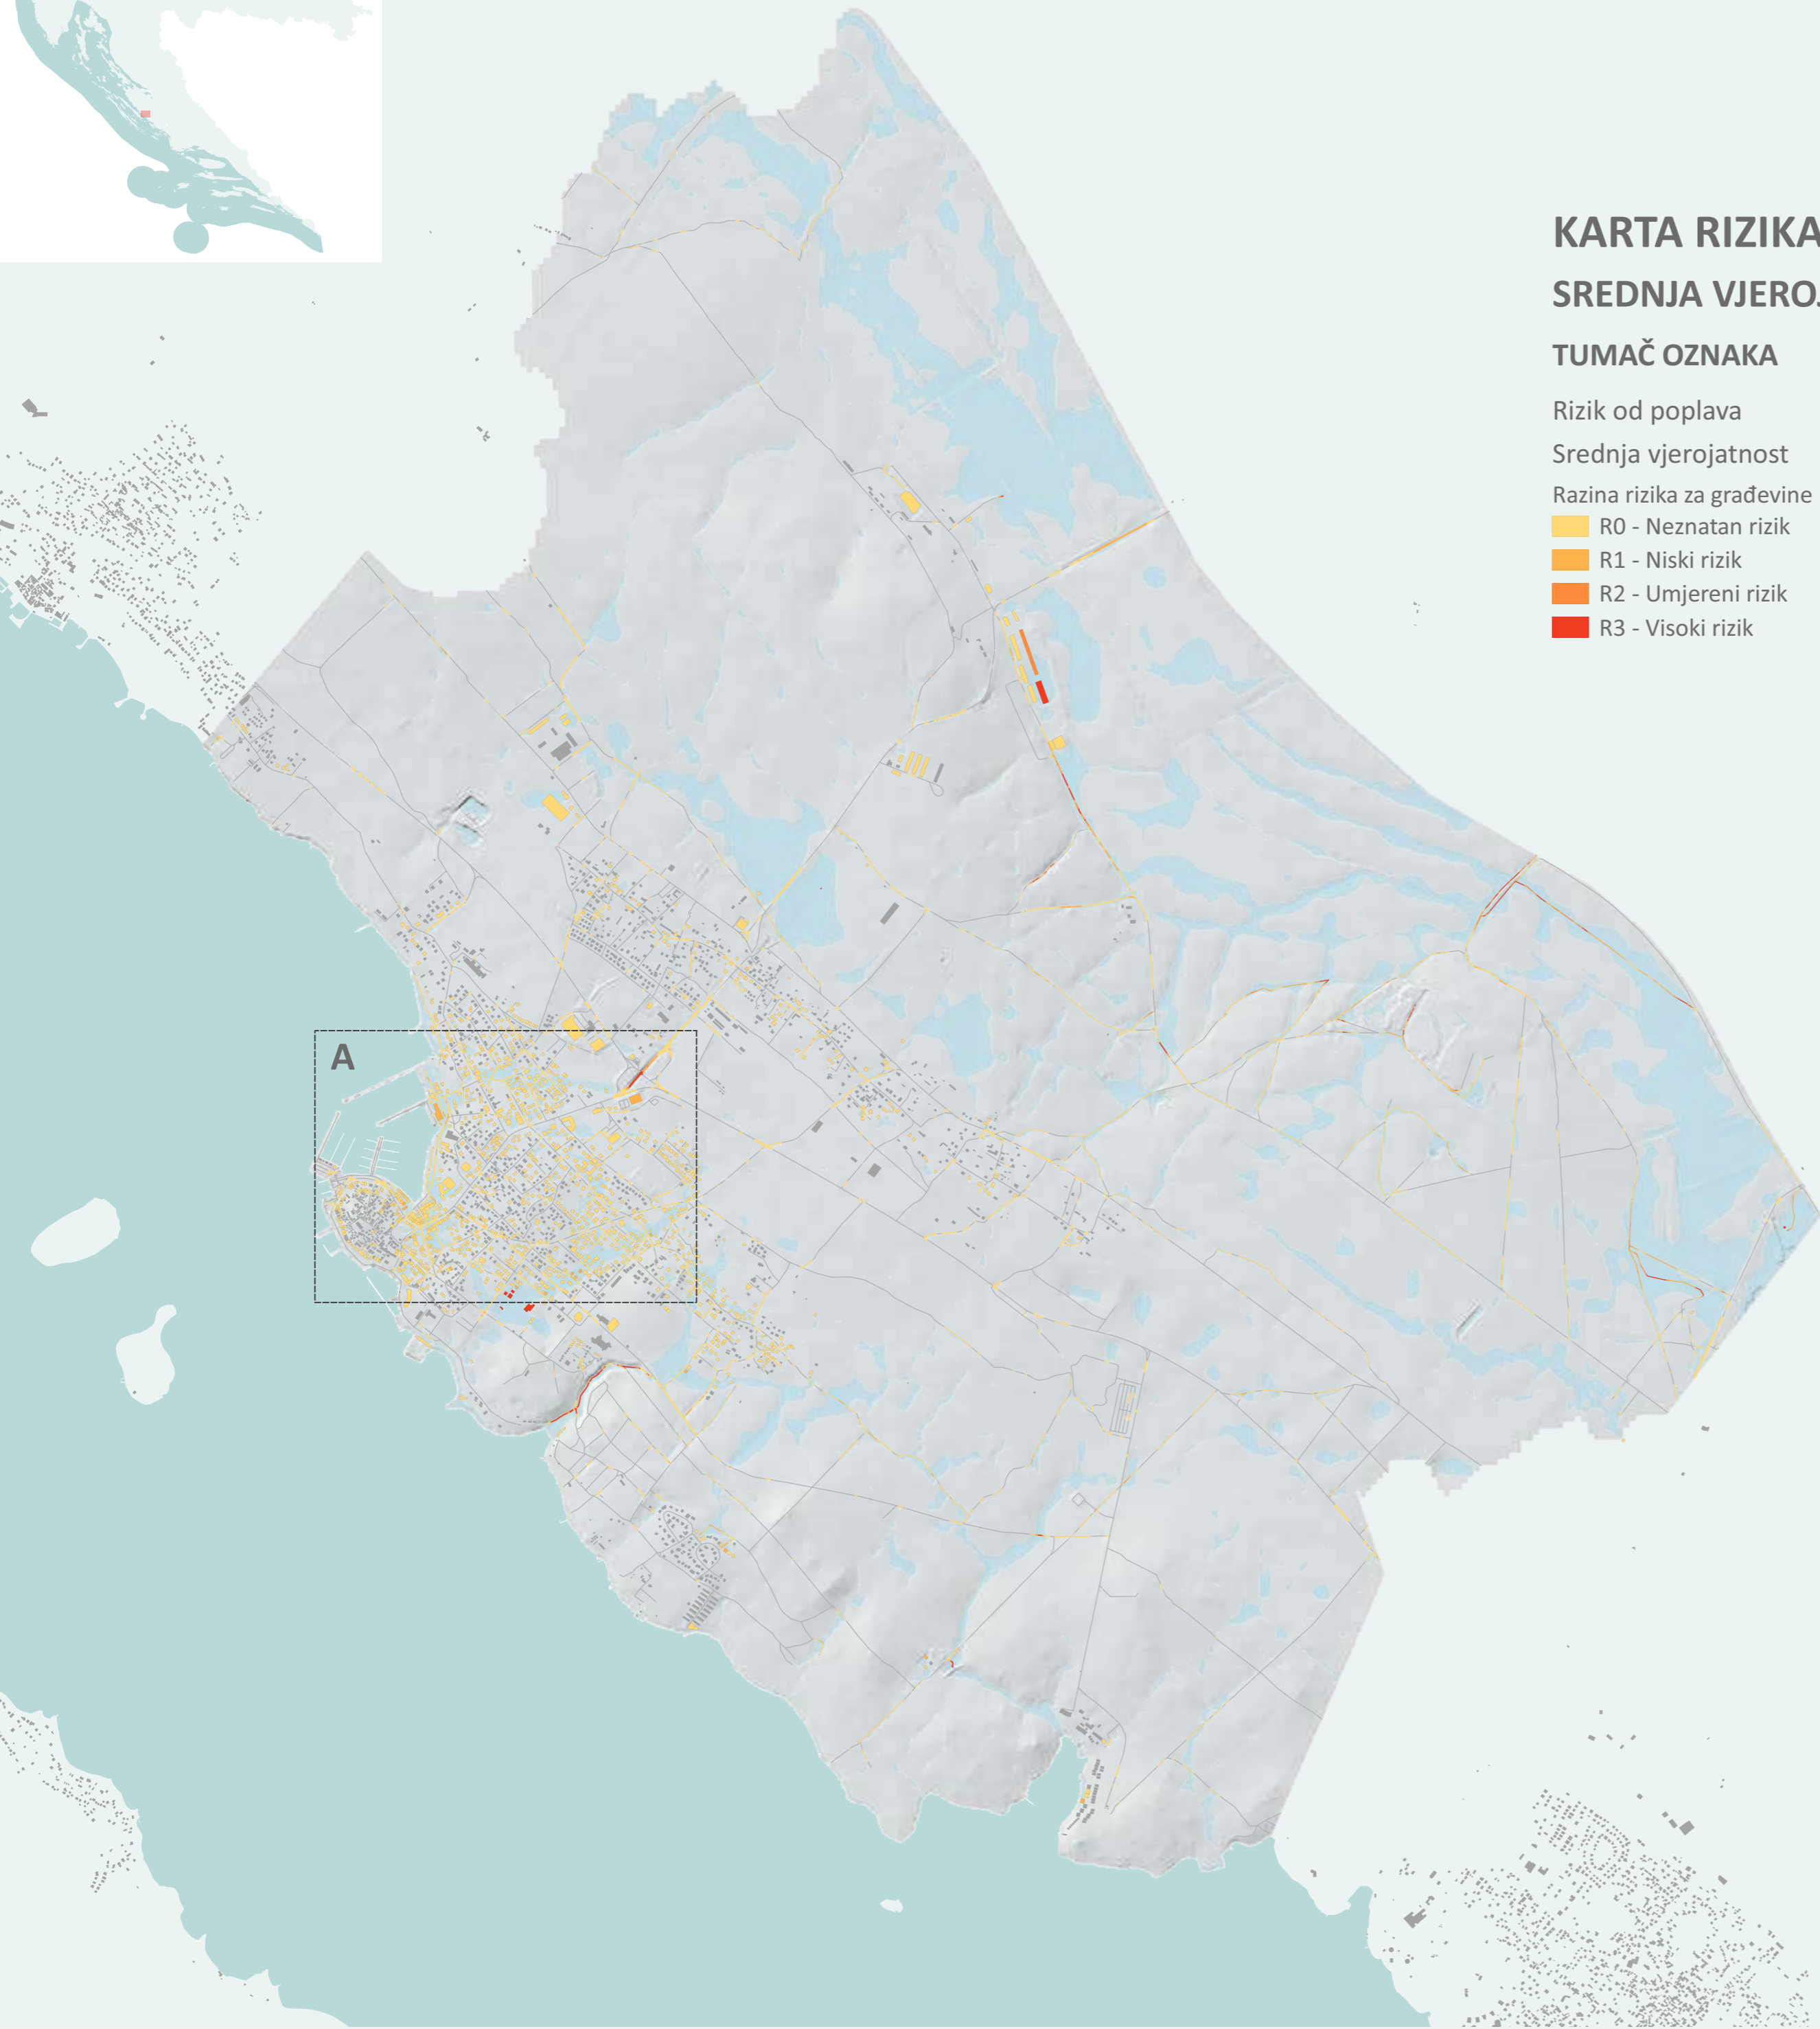 KARTA RIZIKA
SREDNJA VJEROJ
TUMAČ OZNAKA
Rizik od poplava
Srednja vjerojatnost
Razina rizika za građevine
R0 - Neznatan rizik
R1 - Niski rizik
R2 - Umjereni rizik
R3 - Visoki rizik
A